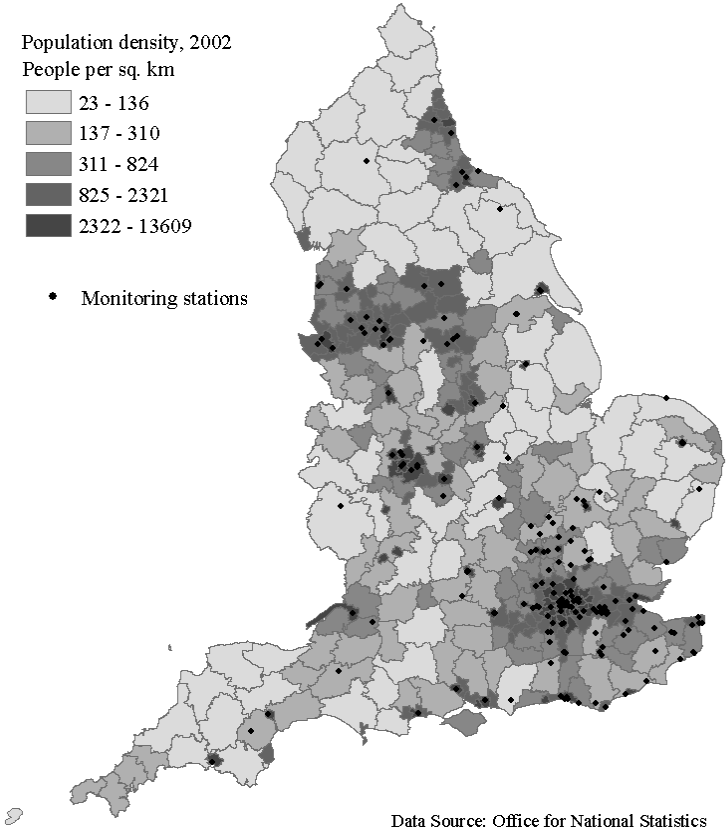 Population density, 2002
People per sq. km
23 - 136
137 - 310
311 - 824
825 - 2321
2322 - 13609
Monitoring stations
Data Source: Office for National Statistics